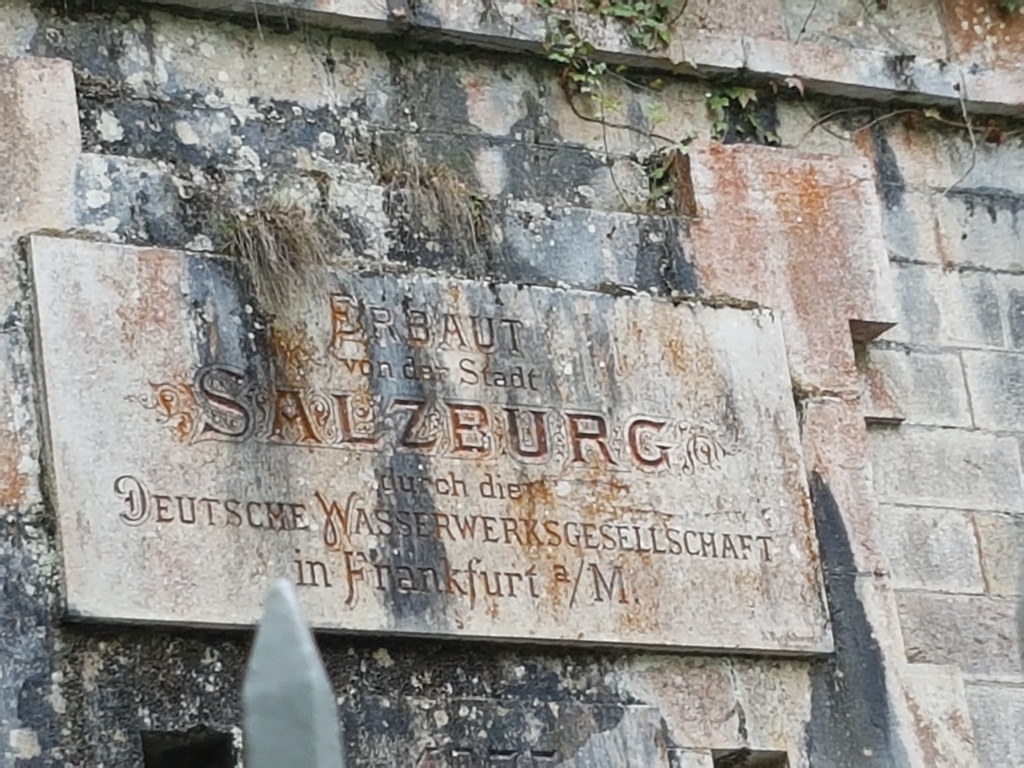 ERBAUT
von der Stadt
SALZBURG
durch die
DEUTSCHE WASSERWERKSGESELLSCHAFT
in Frankfurt a/M.